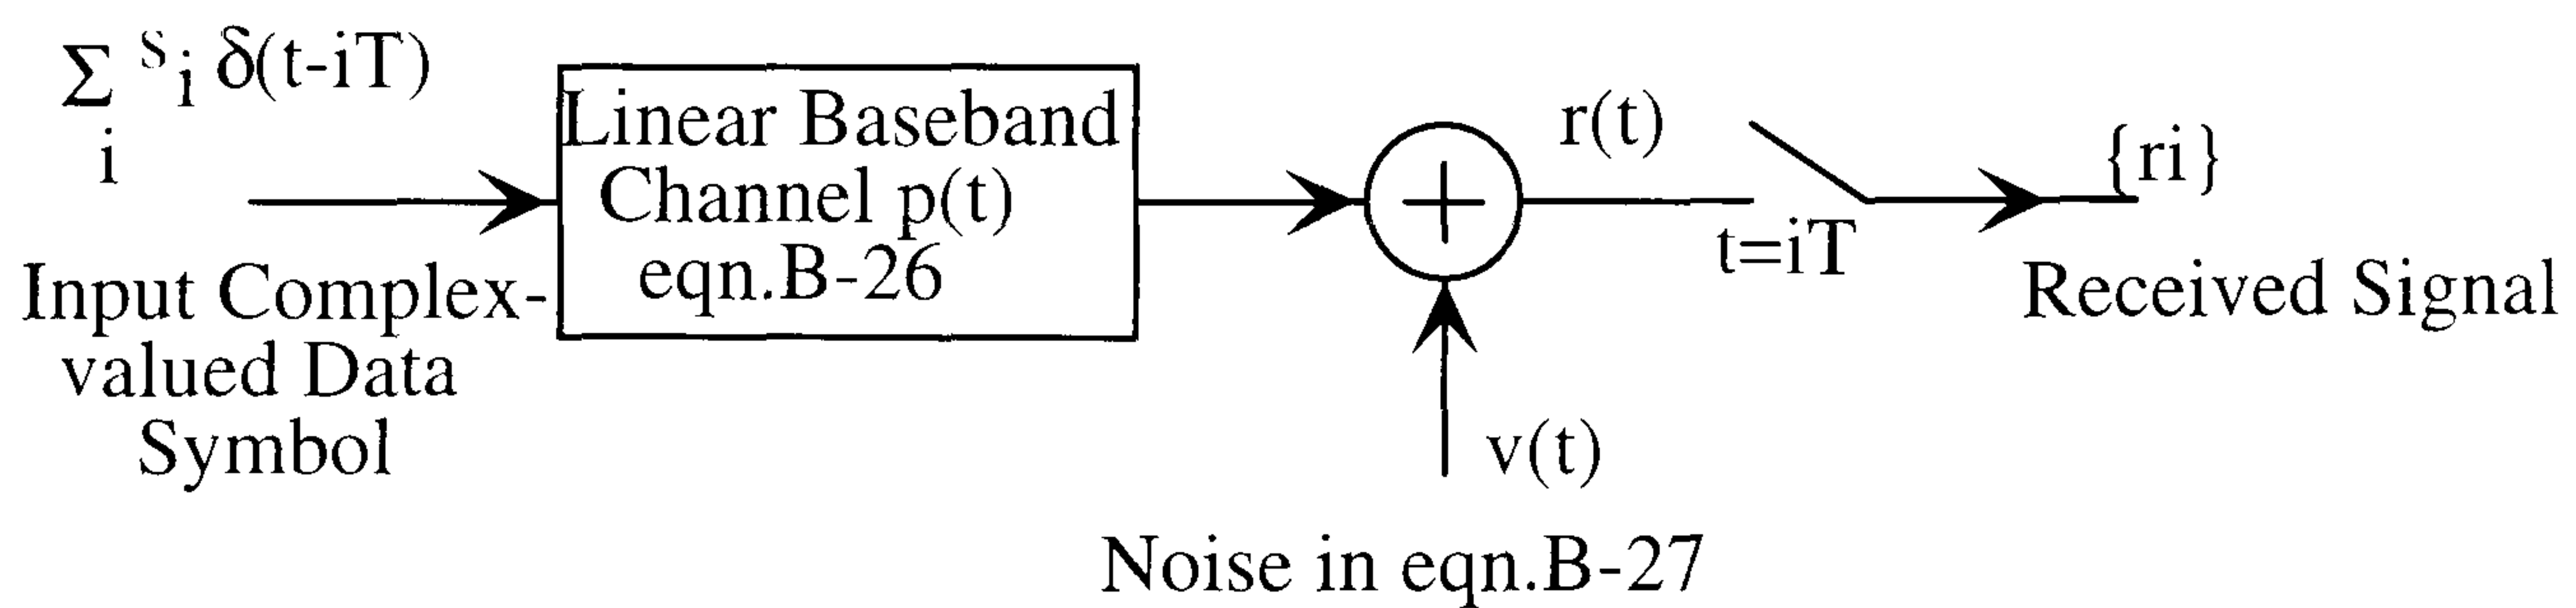 Σ s i δ(t-iT)
i
Input Complex-
valued Data
Symbol
Linear Baseband
Channel p(t)
eqn.B-26
+
v(t)
Noise in eqn.B-27
r(t)
t=iT
{ri}
Received Signal